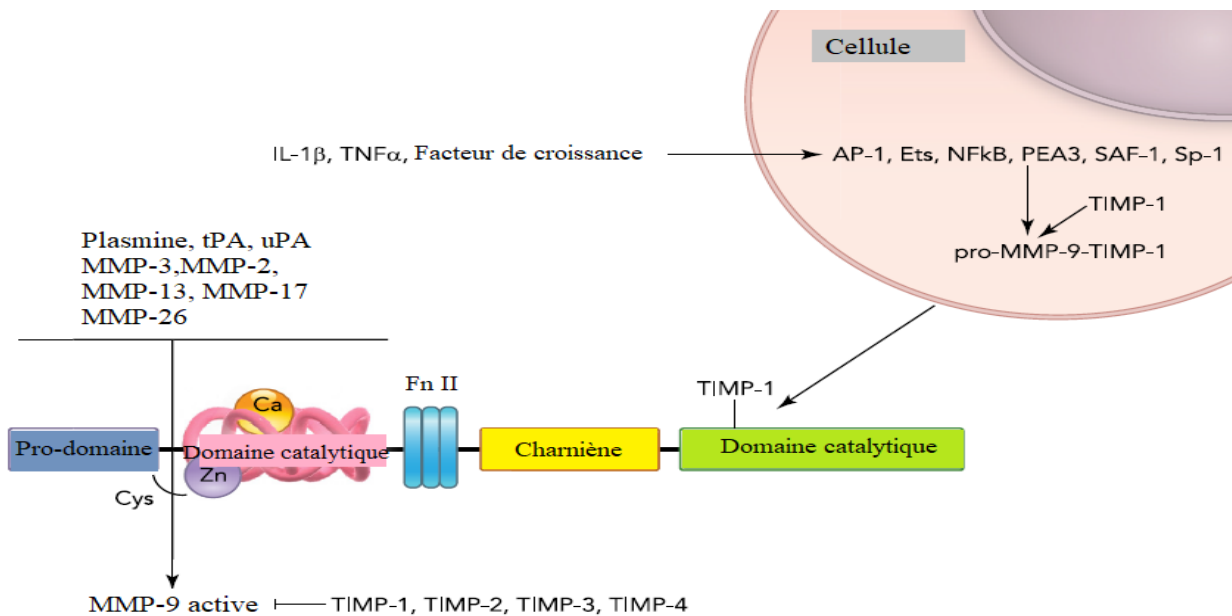 Cellule
IL-1β, TNFα, Facteur de croissance
AP-1, Ets, NFkB, PEA3, SAF-1, Sp-1
TIMP-1
pro-MMP-9-TIMP-1
Plasmine, tPA, uPA
MMP-3,MMP-2,
MMP-13, MMP-17
MMP-26
Fn II
TIMP-1
Ca
Pro-domaine
Domaine catalytique
Charniène
Domaine catalytique
Zn
Cys
MMP-9 active
TIMP-1, TIMP-2, TIMP-3, TIMP-4